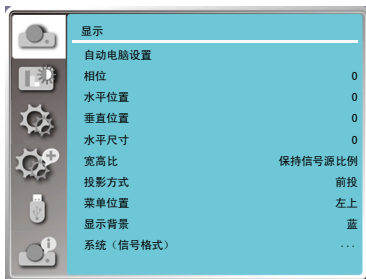 显示
自动电脑设置
相位 0
水平位置 0
垂直位置 0
水平尺寸 0
宽高比 保持信号源比例
投影方式 前投
菜单位置 左上
显示背景 蓝
系统（信号格式） ...